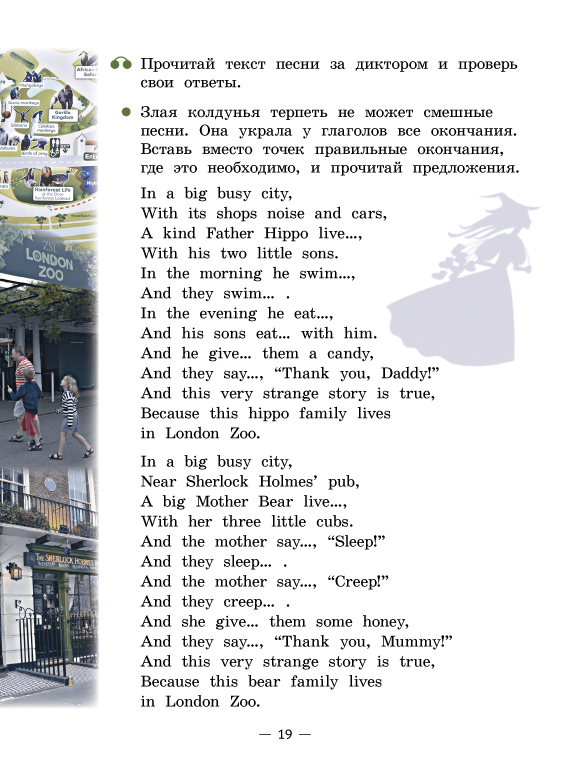 Прочитай текст песни за диктором и проверь
свои ответы.
Злая колдунья терпеть не может смешные
песни. Она украла у глаголов все окончания.
Вставь вместо точек правильные окончания,
где это необходимо, и прочитай предложения.
In a big busy city,
With its shops noise and cars,
A kind Father Hippo live...,
With his two little sons.
In the morning he swim...,
And they swim... .
In the evening he eat...,
And his sons eat... with him.
And he give... them a candy,
And they say..., “Thank you, Daddy!”
And this very strange story is true,
Because this hippo family lives
in London Zoo.
In a big busy city,
Near Sherlock Holmes’ pub,
A big Mother Bear live...,
With her three little cubs.
And the mother say..., “Sleep!”
And they sleep... .
And the mother say..., “Creep!”
And they creep... .
And she give... them some honey,
And they say..., “Thank you, Mummy!”
And this very strange story is true,
Because this bear family lives
in London Zoo.
— 19 —
Gorilla
Kingdom
Rainforest Life
ZSL
LONDON
ZOO
THE SHERLOCK HOLMES